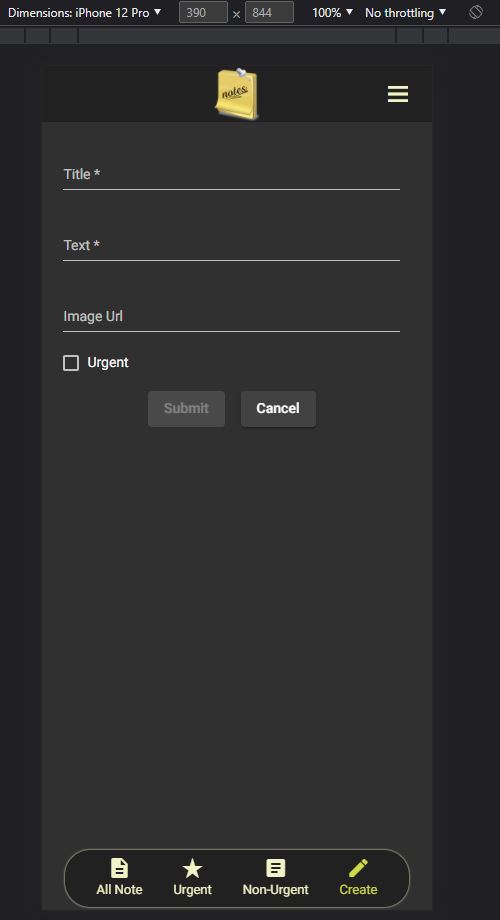 Dimensions: iPhone 12 Pro 390 × 844 100% No throttling
notes
Title *
Text *
Image Url
Urgent
Submit Cancel
All Note Urgent Non-Urgent Create